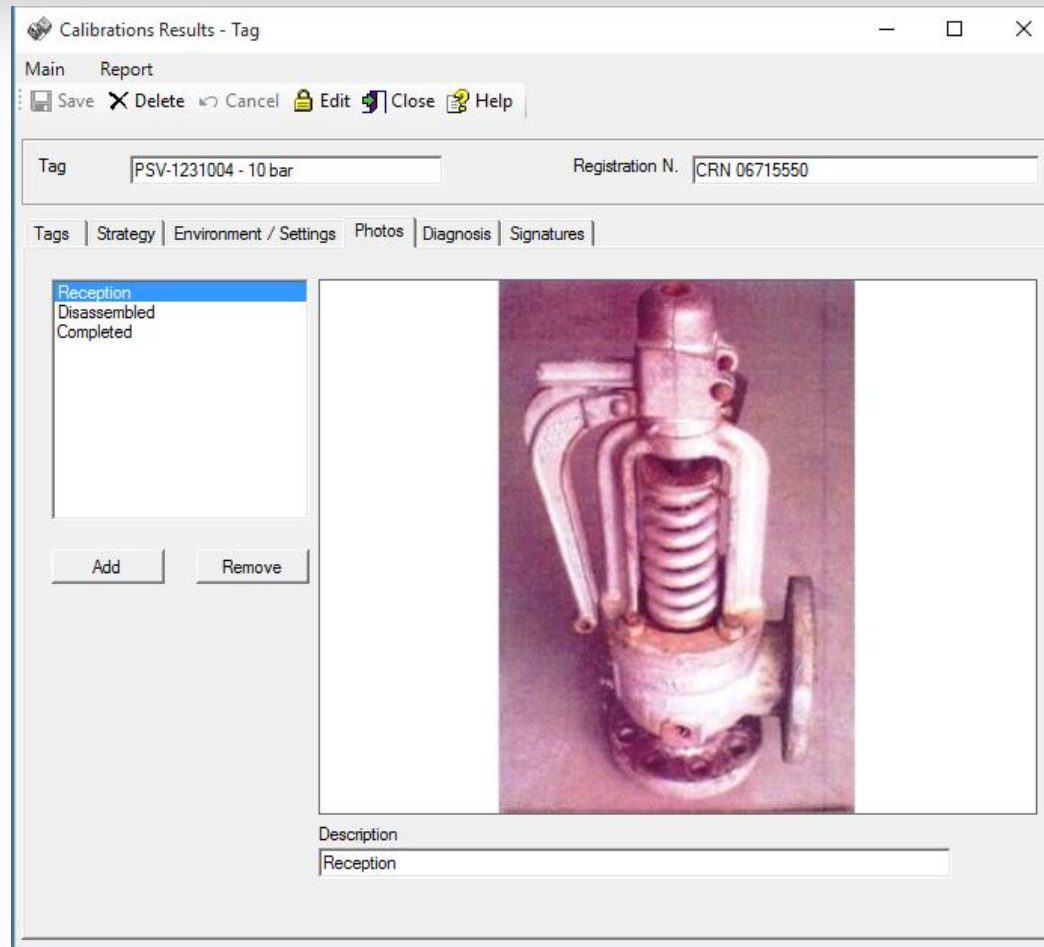 Calibrations Results - Tag
Main Report
Save Delete Cancel Edit Close Help
Tag PSV-1231004 - 10 bar Registration N. CRN 06715550
Tags Strategy Environment / Settings Photos Diagnosis Signatures
Reception
Disassembled
Completed
Add Remove
Description
Reception